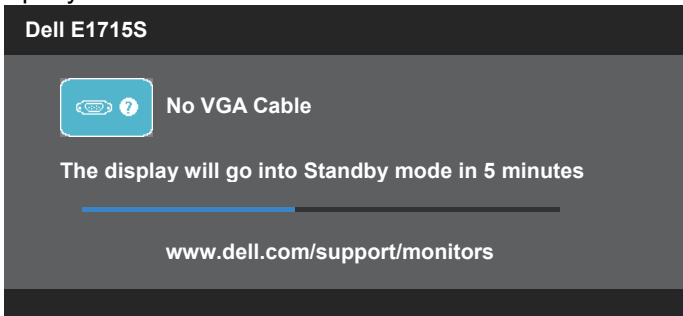 Dell E1715S
? No VGA Cable
The display will go into Standby mode in 5 minutes
www.dell.com/support/monitors